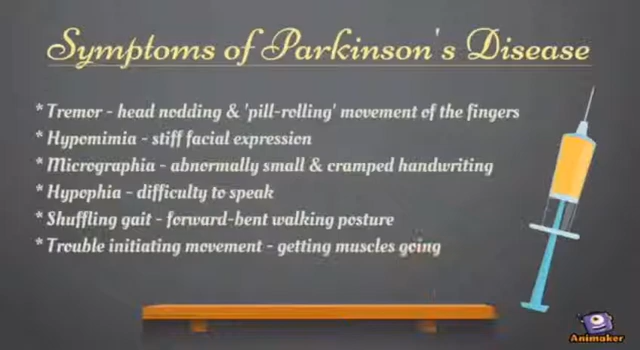 Symptoms of Parkinson's Disease
* Tremor - head nodding & 'pill-rolling' movement of the fingers
* Hypomimia - stiff facial expression
* Micrographia - abnormally small & cramped handwriting
* Hypophia - difficulty to speak
* Shuffling gait - forward-bent walking posture
* Trouble initiating movement - getting muscles going
Animaker